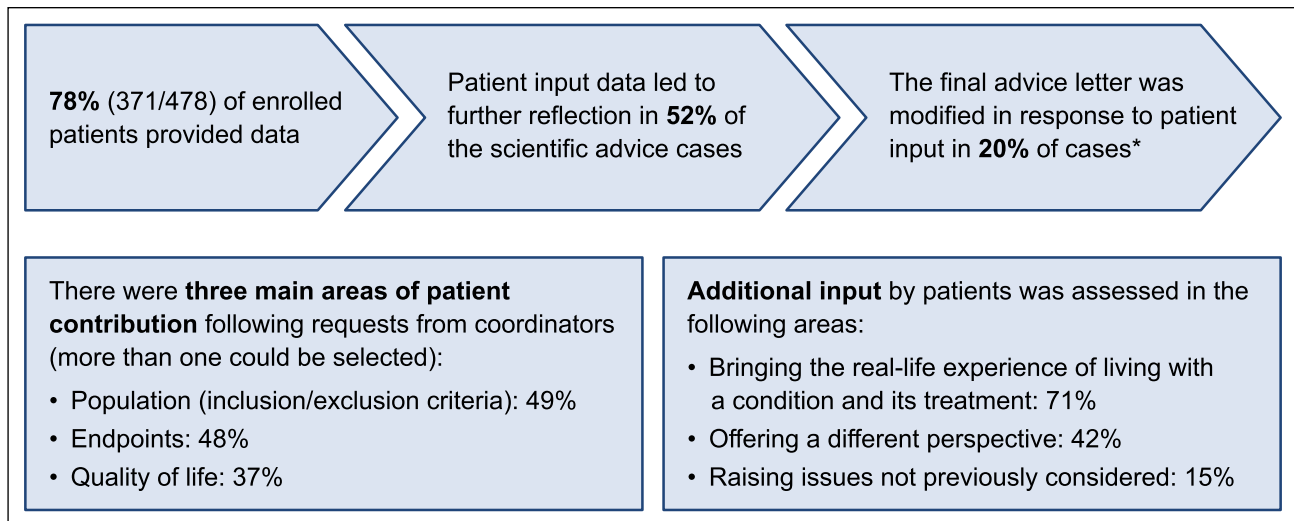 78% (371/478) of enrolled
patients provided data
Patient input data led to
further reflection in 52% of
the scientific advice cases
The final advice letter was
modified in response to patient
input in 20% of cases*
There were three main areas of patient
contribution following requests from coordinators
(more than one could be selected):
• Population (inclusion/exclusion criteria): 49%
• Endpoints: 48%
• Quality of life: 37%
Additional input by patients was assessed in the
following areas:
• Bringing the real-life experience of living with
a condition and its treatment: 71%
• Offering a different perspective: 42%
• Raising issues not previously considered: 15%